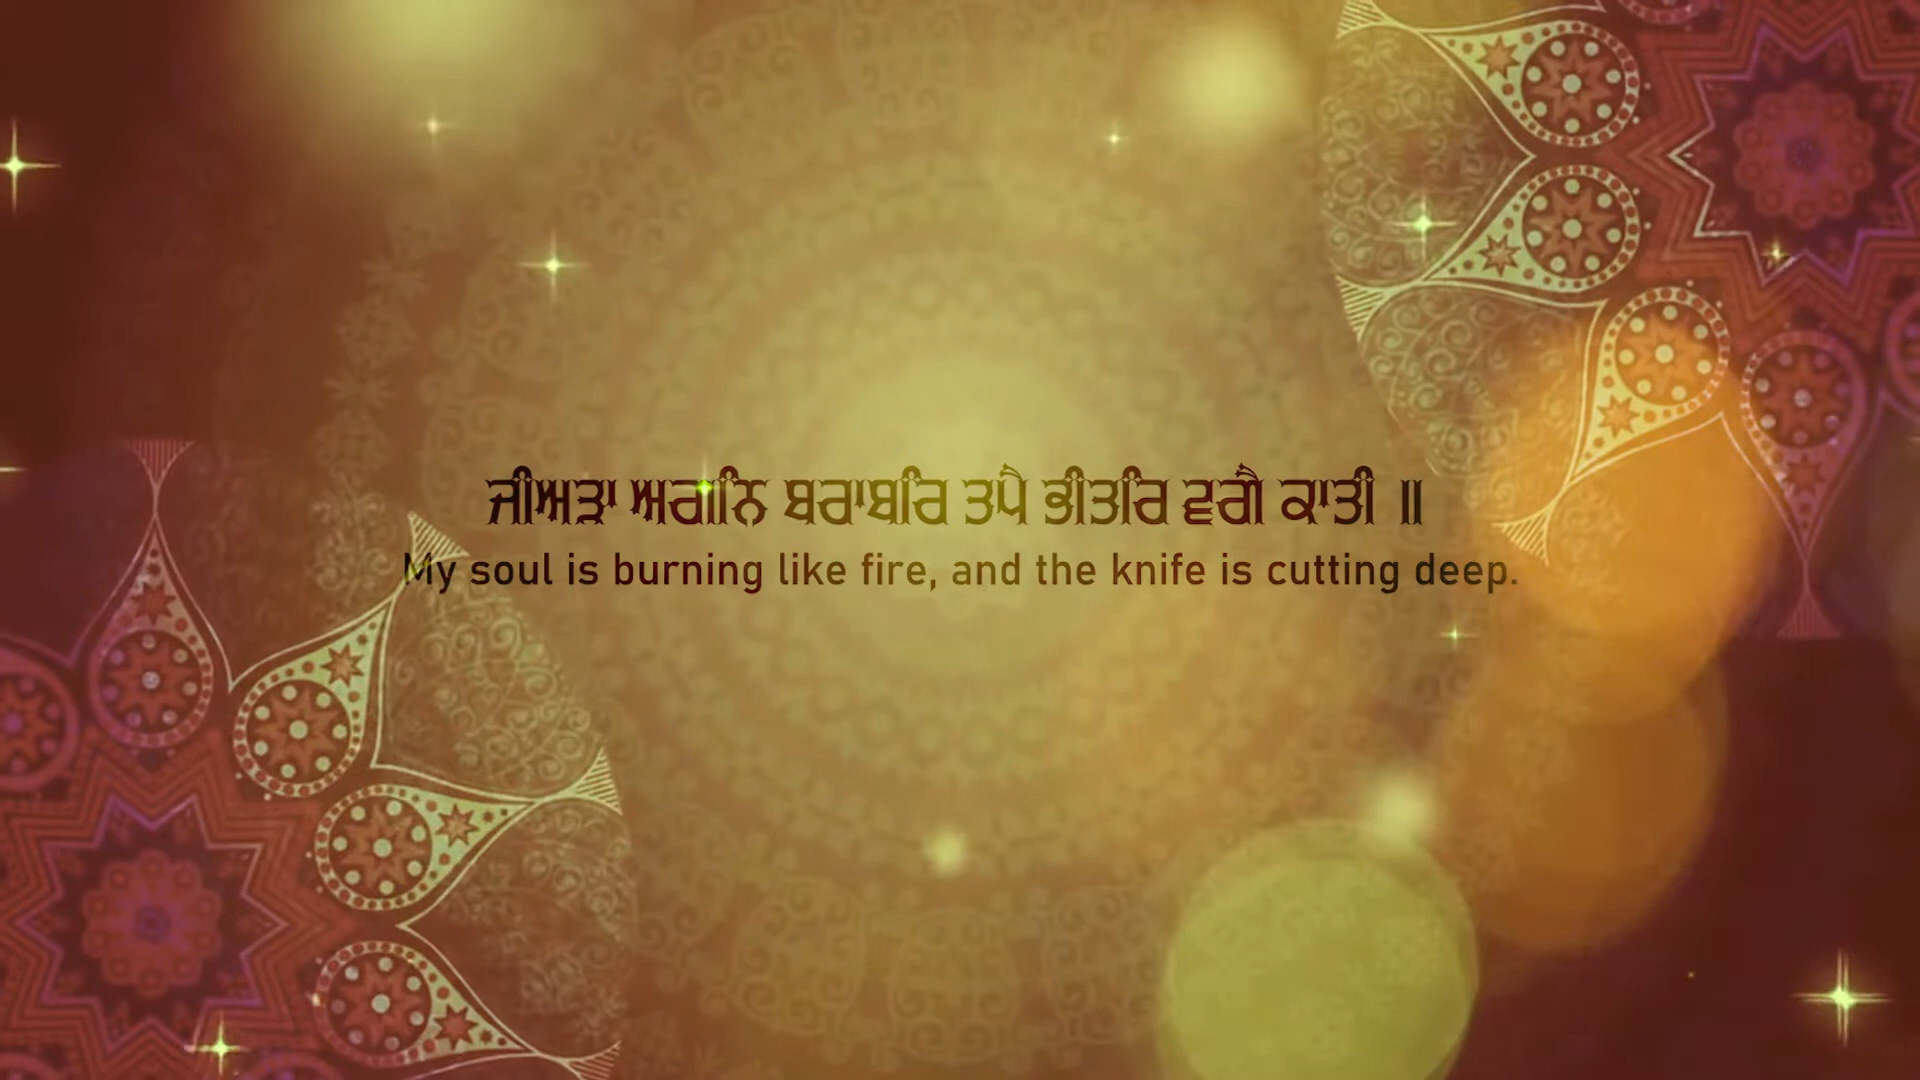 ਜੀਅੜਾ ਅਗਨਿ ਬਰਾਬਰਿ ਤਪੈ ਭੀਤਰਿ ਵਗੈ ਕਾਤੀ ॥
My soul is burning like fire, and the knife is cutting deep.